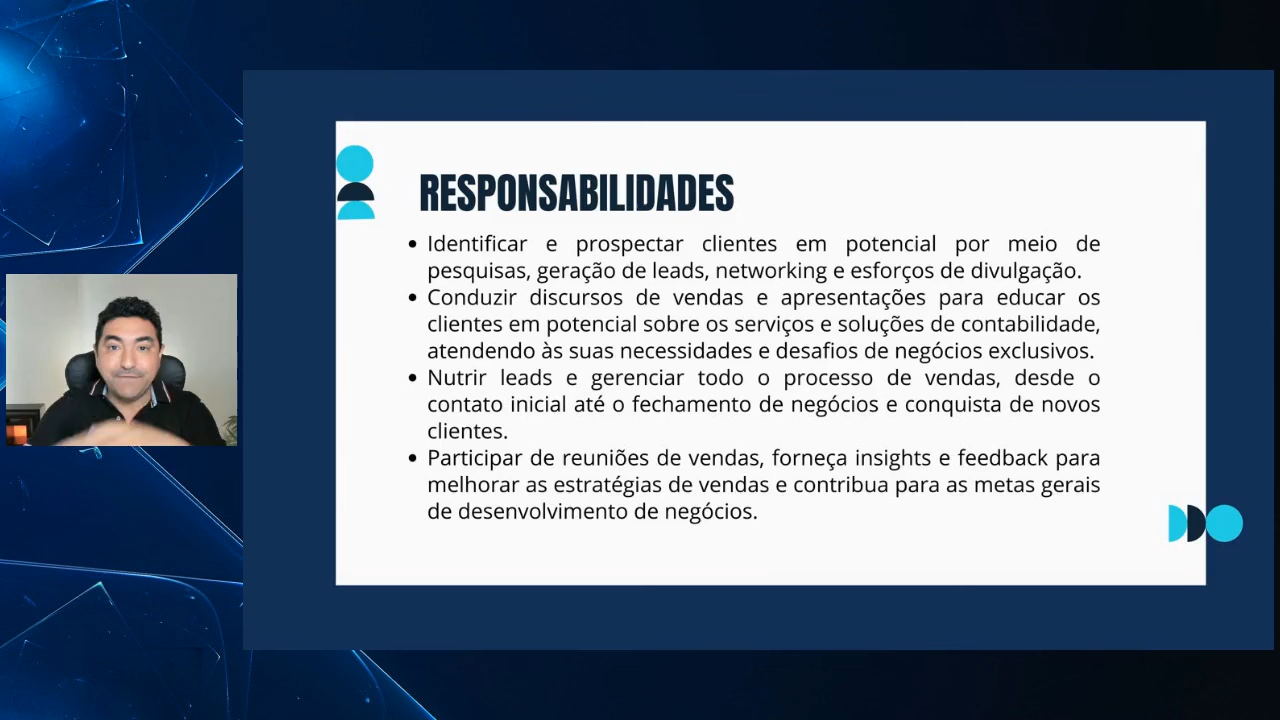 RESPONSABILIDADES
Identificar e prospectar clientes em potencial por meio de
pesquisas, geração de leads, networking e esforços de divulgação.
Conduzir discursos de vendas e apresentações para educar os
clientes em potencial sobre os serviços e soluções de contabilidade,
atendendo às suas necessidades e desafios de negócios exclusivos.
Nutrir leads e gerenciar todo o processo de vendas, desde o
contato inicial até o fechamento de negócios e conquista de novos
clientes.
Participar de reuniões de vendas, forneça insights e feedback para
melhorar as estratégias de vendas e contribua para as metas gerais
de desenvolvimento de negócios.